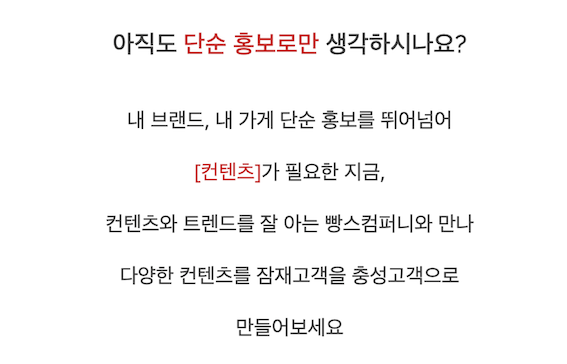 아직도 단순 홍보로만 생각하시나요?
내 브랜드, 내 가게 단순 홍보를 뛰어넘어
[컨텐츠]가 필요한 지금,
컨텐츠와 트렌드를 잘 아는 빵스컴퍼니와 만나
다양한 컨텐츠를 잠재고객을 충성고객으로
만들어보세요